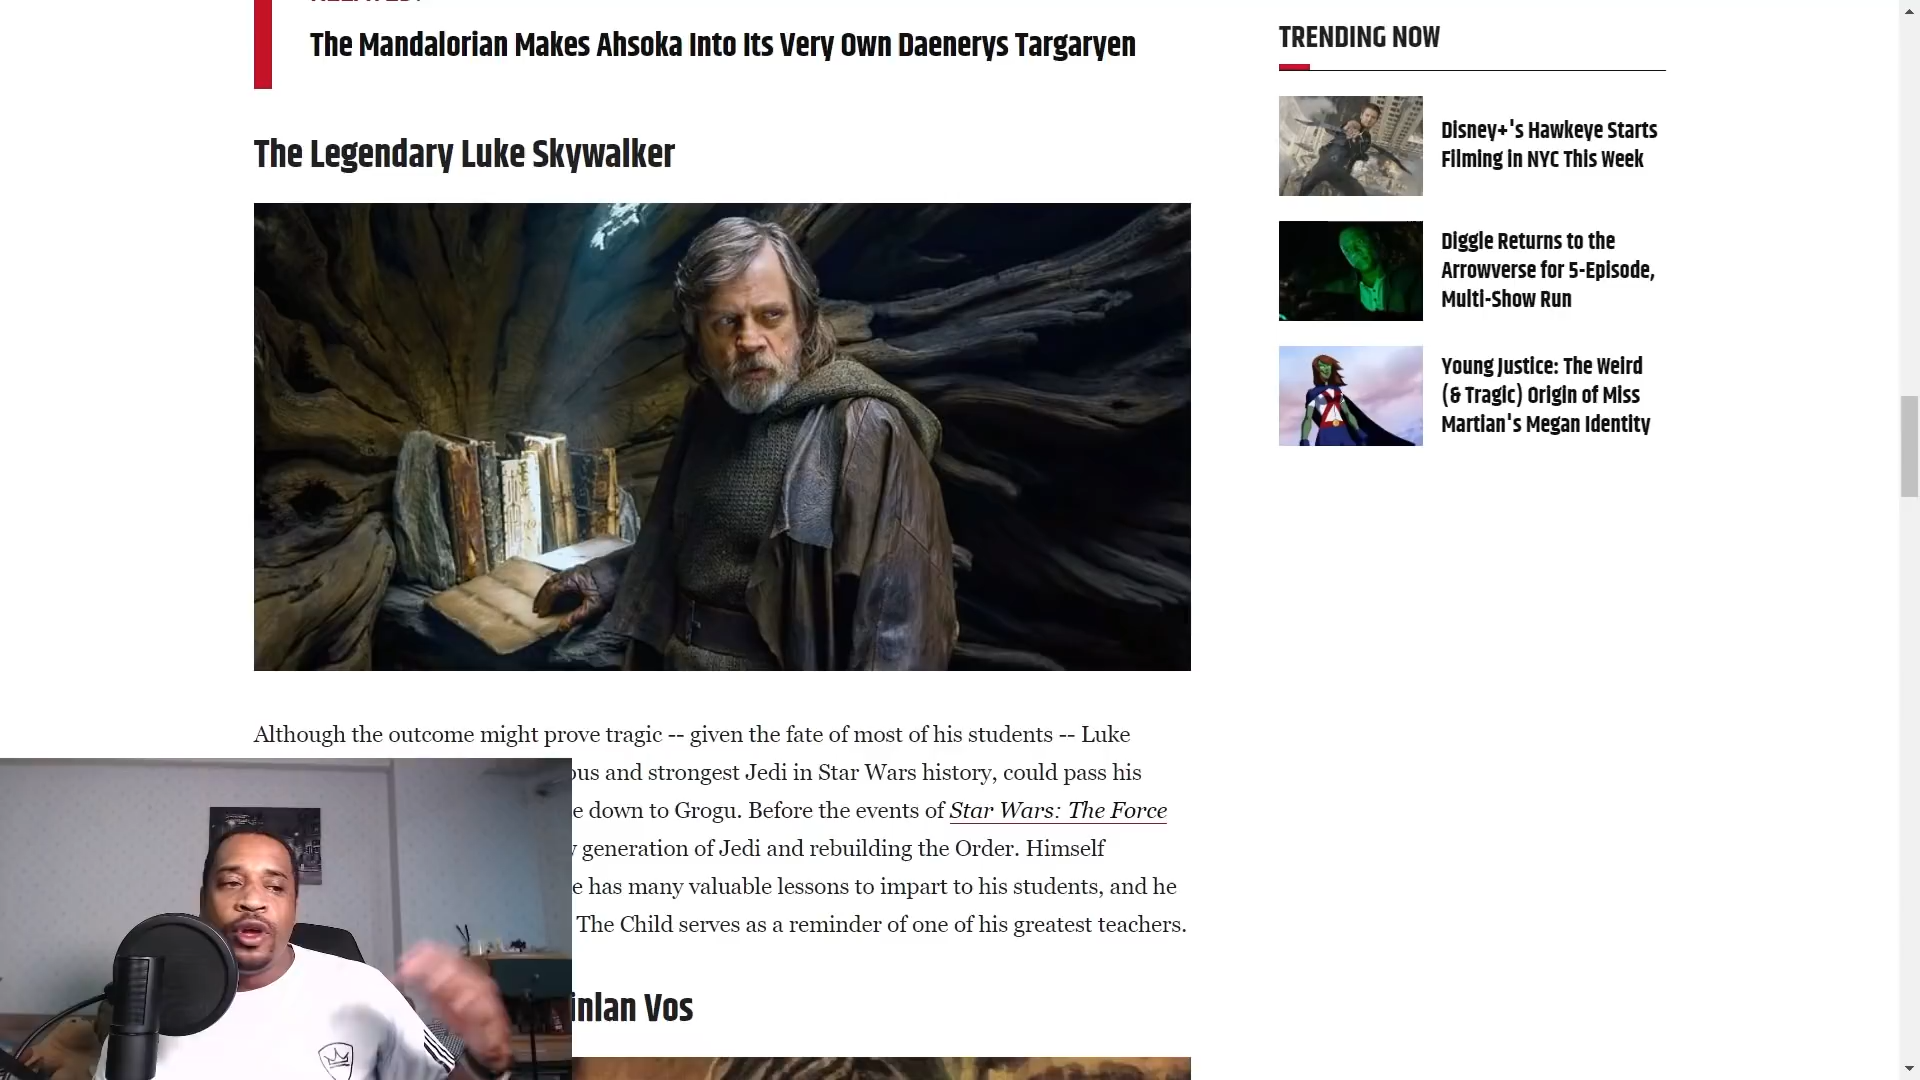 The Mandalorian Makes Ahsoka Into Its Very Own Daenerys Targaryen
The Legendary Luke Skywalker
Although the outcome might prove tragic -- given the fate of most of his students -- Luke
and strongest Jedi in Star Wars history, could pass his
down to Grogu. Before the events of Star Wars: The Force
generation of Jedi and rebuilding the Order. Himself
has many valuable lessons to impart to his students, and he
The Child serves as a reminder of one of his greatest teachers.
Vos
TRENDING NOW
Disney+'s Hawkeye Starts
Filming in NYC This Week
Diggle Returns to the
Arrowverse for 5-Episode,
Multi-Show Run
Young Justice: The Weird
(& Tragic) Origin of Miss
Martian's Megan Identity